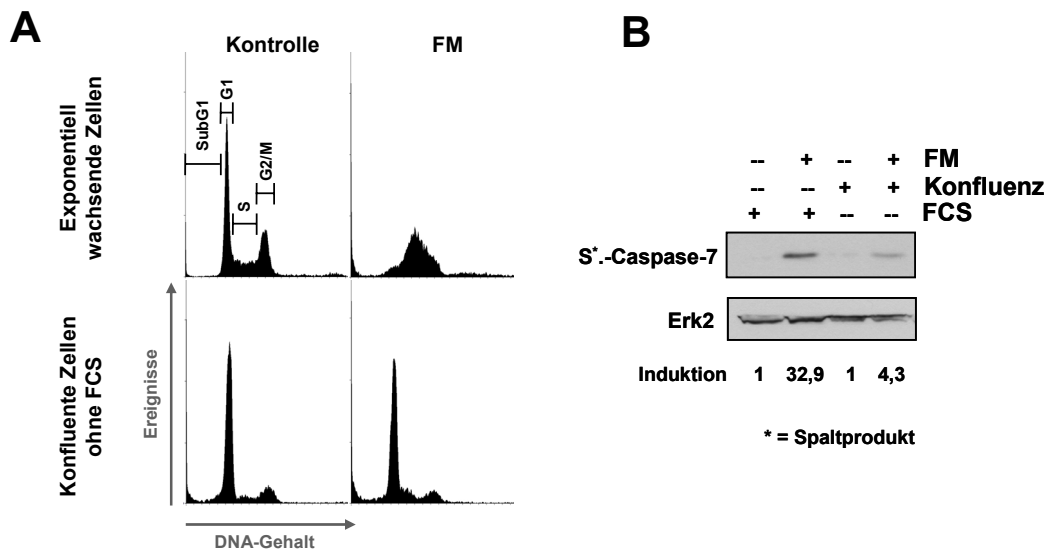 A
Kontrolle
FM
Exponentiell
wachsende Zellen
SubG1
G1
S
G2/M
Konfluente Zellen
ohne FCS
Ereignisse
DNA-Gehalt
B
-- + -- + FM
-- -- + + Konfluenz
+ + -- -- FCS
S*.-Caspase-7
Erk2
Induktion 1 32,9 1 4,3
* = Spaltprodukt